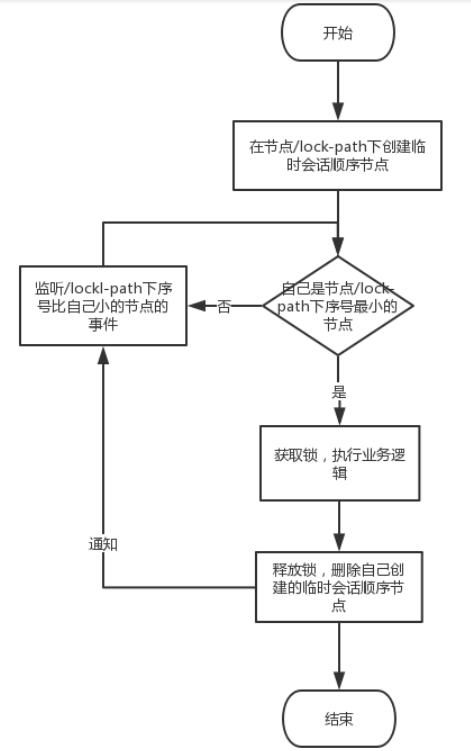 开始
在节点/lock-path下创建临
时会话顺序节点
自己是节点/lock-
path下序号最小的
节点
否
监听/lockl-path下序
号比自己小的节点的
事件
是
获取锁，执行业务逻
辑
通知
释放锁，删除自己创
建的临时会话顺序节
点
结束